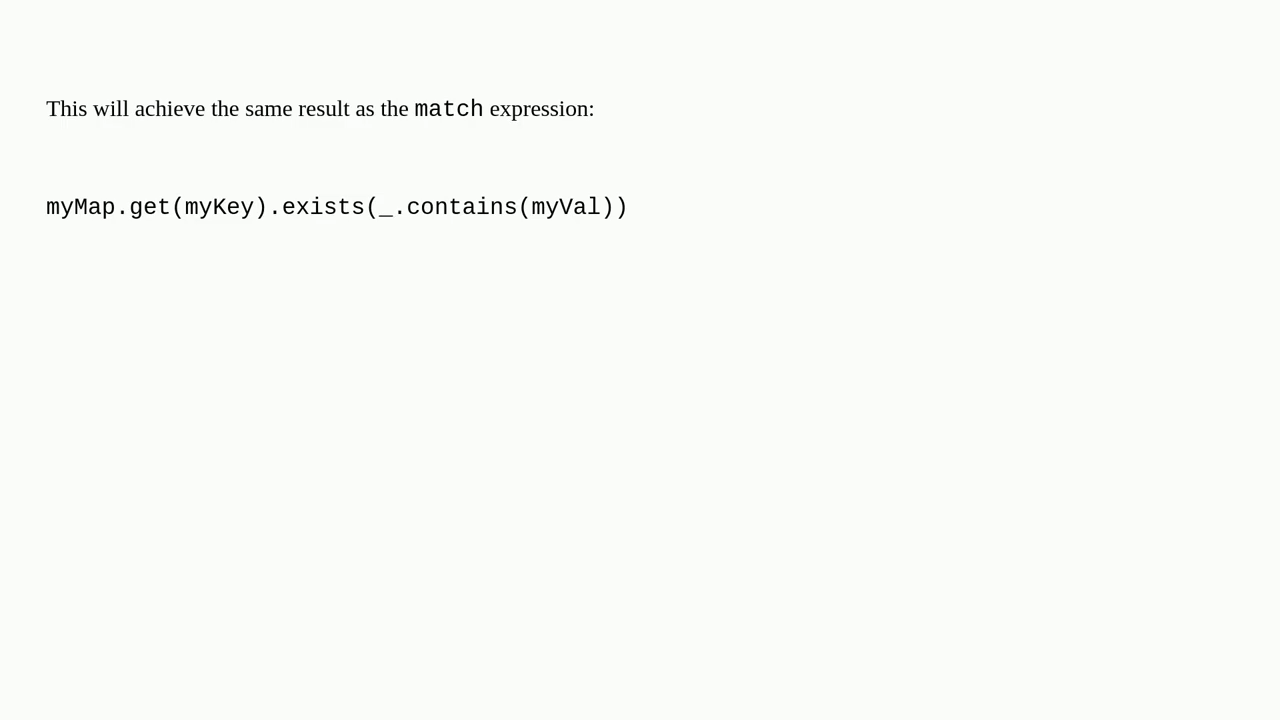 This will achieve the same result as the match expression:
myMap.get(myKey).exists(_.contains(myVal))